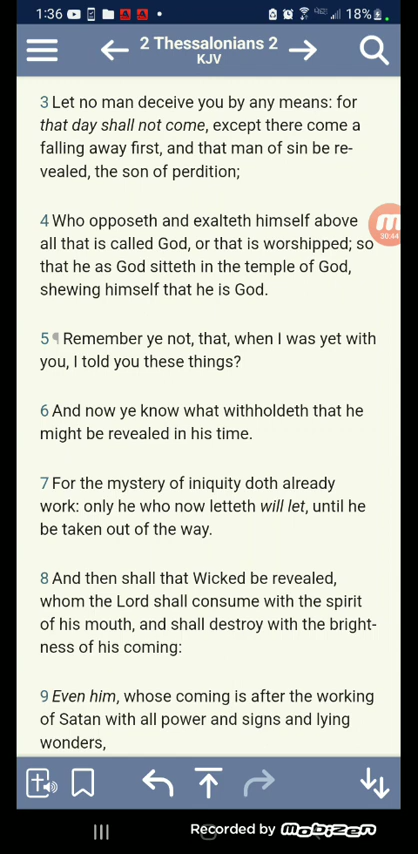 1:36 18%
2 Thessalonians 2
KJV
3 Let no man deceive you by any means: for
that day shall not come, except there come a
falling away first, and that man of sin be re-
vealed, the son of perdition;
4 Who opposeth and exalteth himself above
all that is called God, or that is worshipped; so
that he as God sitteth in the temple of God,
shewing himself that he is God.
m
30:44
5 ¶ Remember ye not, that, when I was yet with
you, I told you these things?
6 And now ye know what withholdeth that he
might be revealed in his time.
7 For the mystery of iniquity doth already
work: only he who now letteth will let, until he
be taken out of the way.
8 And then shall that Wicked be revealed,
whom the Lord shall consume with the spirit
of his mouth, and shall destroy with the bright-
ness of his coming:
9 Even him, whose coming is after the working
of Satan with all power and signs and lying
wonders,
Recorded by mobizen